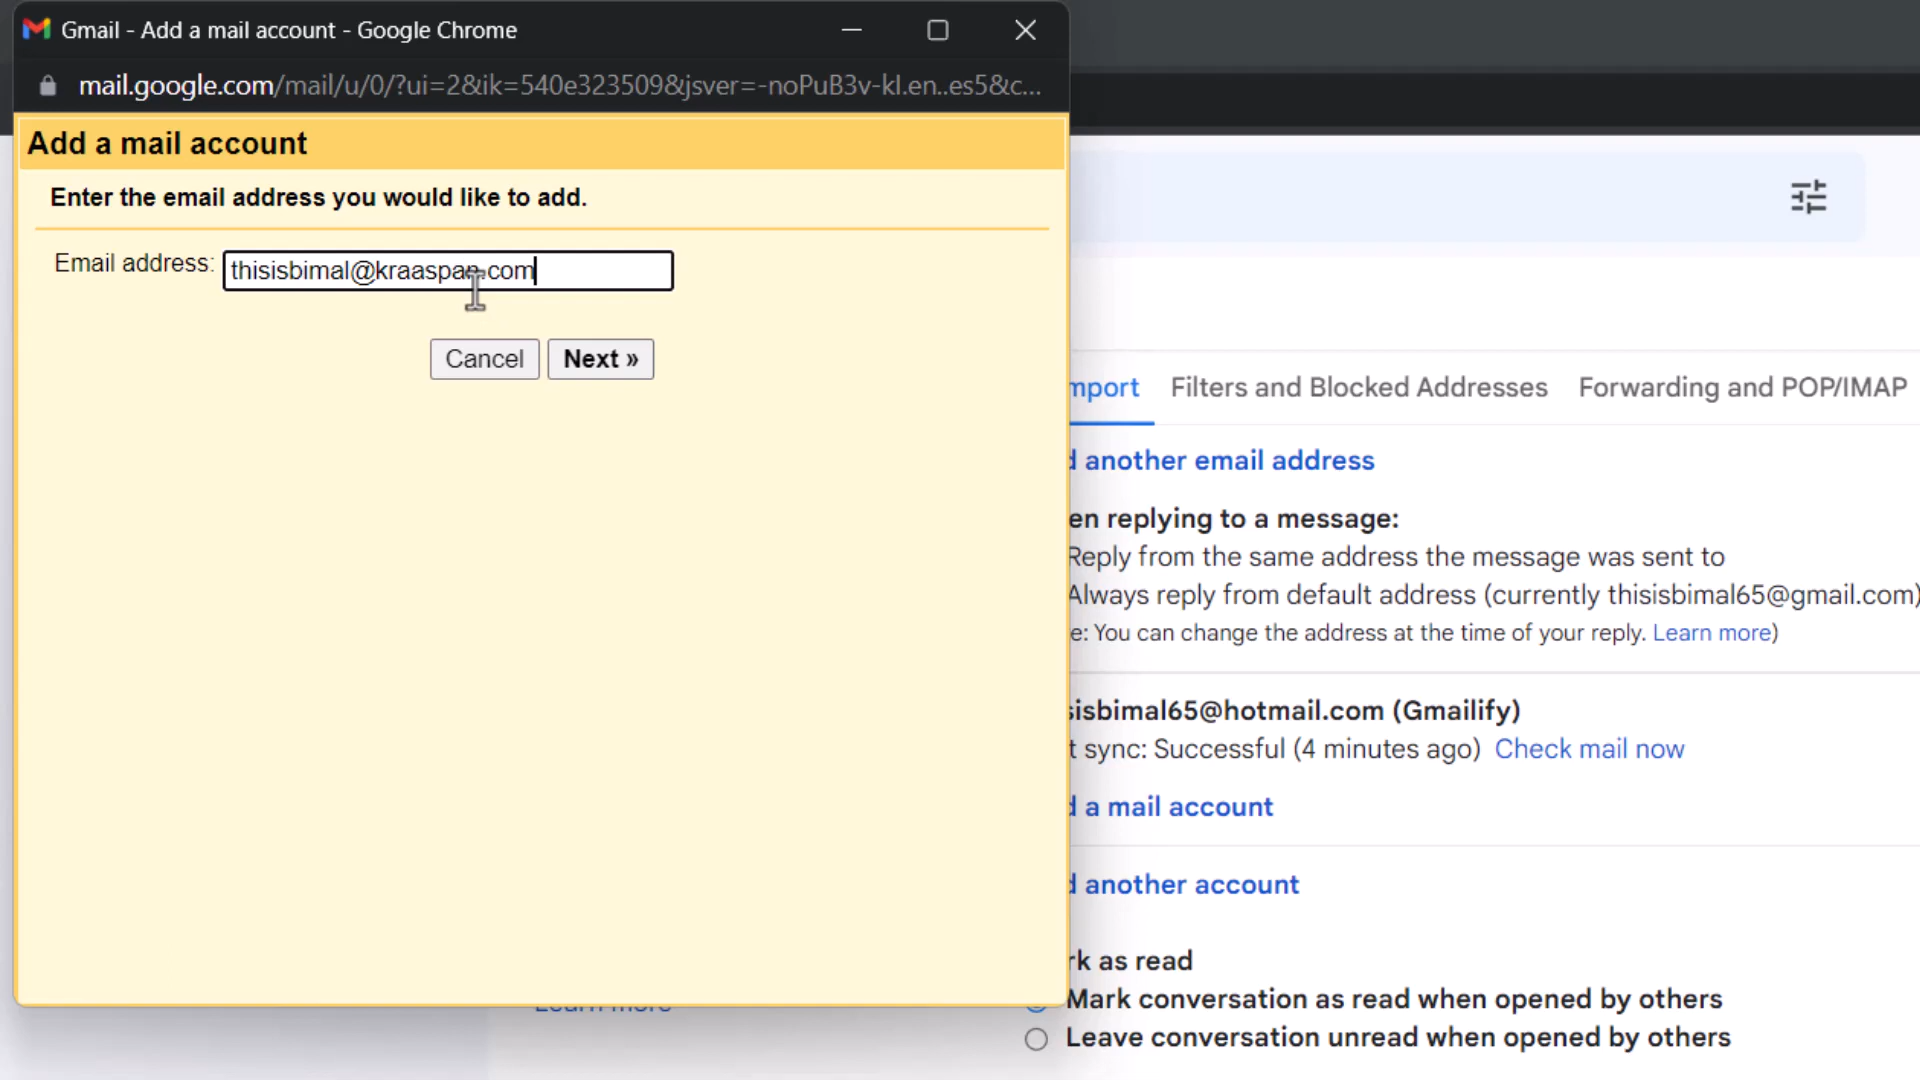 Gmail - Add a mail account - Google Chrome
mail.google.com/mail/u/0/?ui=2&ik=540e323509&jsver=-noPuB3v-kI.en..es5&c...
Add a mail account
Enter the email address you would like to add.
Email address: thisisbimal@kraaspan.com
Cancel Next »
mport Filters and Blocked Addresses Forwarding and POP/IMAP
d another email address
en replying to a message:
Reply from the same address the message was sent to
Always reply from default address (currently thisisbimal65@gmail.com)
e: You can change the address at the time of your reply. Learn more)
sisbimal65@hotmail.com (Gmailify)
t sync: Successful (4 minutes ago) Check mail now
d a mail account
d another account
rk as read
Learn more Mark conversation as read when opened by others
Leave conversation unread when opened by others